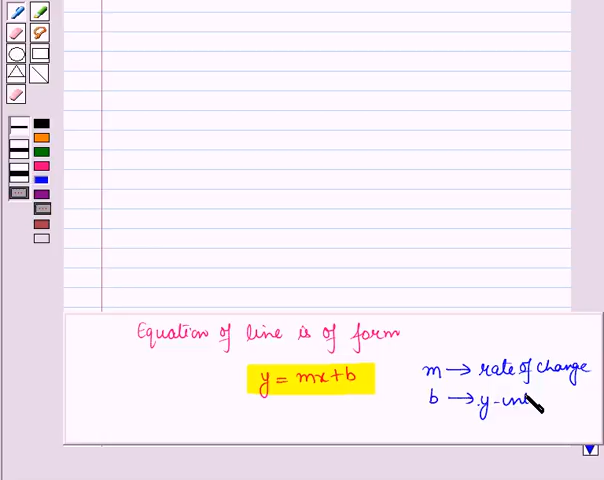 Equation of line is of form
y = mx + b
m → rate of change
b → y-int